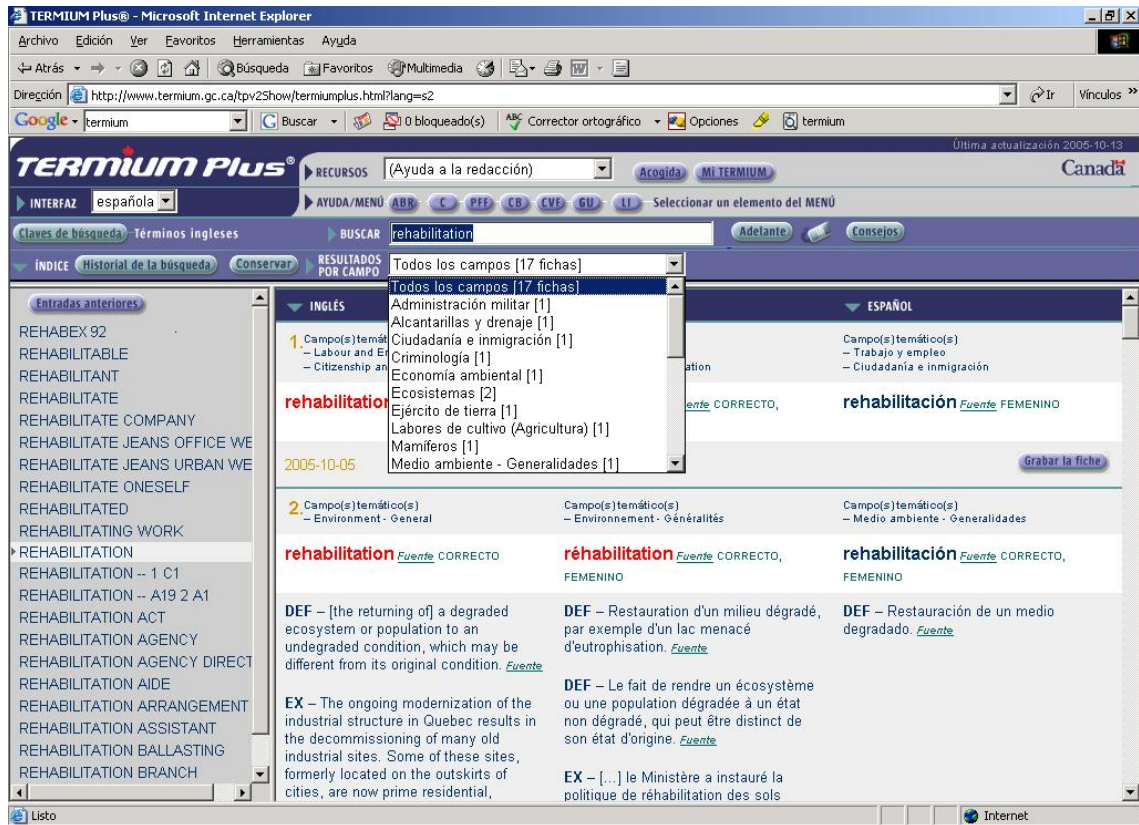 TERMIUM Plus® - Microsoft Internet Explorer
Archivo Edición Ver Favoritos Herramientas Ayuda
Atrás Búsqueda Favoritos Multimedia
Dirección http://www.termium.gc.ca/tpv2Show/termiumplus.html?lang=s2 Ir Vínculos »
Google termium Buscar 0 bloqueado(s) ABC Corrector ortográfico Opciones termium
Última actualización 2005-10-13
TERMIUM Plus® RECURSOS (Ayuda a la redacción) Acogida Mi TERMIUM Canada
INTERFAZ española AYUDA/MENÚ ABR C PFF CB CVF GU LI Seleccionar un elemento del MENÚ
Claves de búsqueda Términos ingleses BUSCAR rehabilitation Adelante Consejos
ÍNDICE Historial de la búsqueda Conservar RESULTADOS POR CAMPO Todos los campos [17 fichas]
Todos los campos [17 fichas]
Administración militar [1]
Alcantarillas y drenaje [1]
Ciudadanía e inmigración [1]
Criminología [1]
Economía ambiental [1]
Ecosistemas [2]
Ejército de tierra [1]
Labores de cultivo (Agricultura) [1]
Mamíferos [1]
Medio ambiente - Generalidades [1]
Entradas anteriores
REHABEX 92
REHABILITABLE
REHABILITANT
REHABILITATE
REHABILITATE COMPANY
REHABILITATE JEANS OFFICE WE
REHABILITATE JEANS URBAN WE
REHABILITATE ONESELF
REHABILITATED
REHABILITATING WORK
REHABILITATION
REHABILITATION -- 1 C1
REHABILITATION -- A19 2 A1
REHABILITATION ACT
REHABILITATION AGENCY
REHABILITATION AGENCY DIRECT
REHABILITATION AIDE
REHABILITATION ARRANGEMENT
REHABILITATION ASSISTANT
REHABILITATION BALLASTING
REHABILITATION BRANCH
INGLÉS ESPAÑOL
1. Campo(s) temát
– Labour and E
– Citizenship an
ation
Campo(s) temático(s)
– Trabajo y empleo
– Ciudadanía e inmigración
rehabilitation
Fuente CORRECTO,
rehabilitación Fuente FEMENINO
2005-10-05 Grabar la fiche
2. Campo(s) temático(s)
– Environment - General
Campo(s) temático(s)
– Environnement - Généralités
Campo(s) temático(s)
– Medio ambiente - Generalidades
rehabilitation Fuente CORRECTO
réhabilitation Fuente CORRECTO,
FEMENINO
rehabilitación Fuente CORRECTO,
FEMENINO
DEF – [the returning of] a degraded
ecosystem or population to an
undegraded condition, which may be
different from its original condition. Fuente
EX – The ongoing modernization of the
industrial structure in Quebec results in
the decommissioning of many old
industrial sites. Some of these sites,
formerly located on the outskirts of
cities, are now prime residential,
DEF – Restauration d'un milieu dégradé,
par exemple d'un lac menacé
d'eutrophisation. Fuente
DEF – Le fait de rendre un écosystème
ou une population dégradée à un état
non dégradé, qui peut être distinct de
son état d'origine. Fuente
EX – [...] le Ministère a instauré la
politique de réhabilitation des sols
DEF – Restauración de un medio
degradado. Fuente
Listo Internet